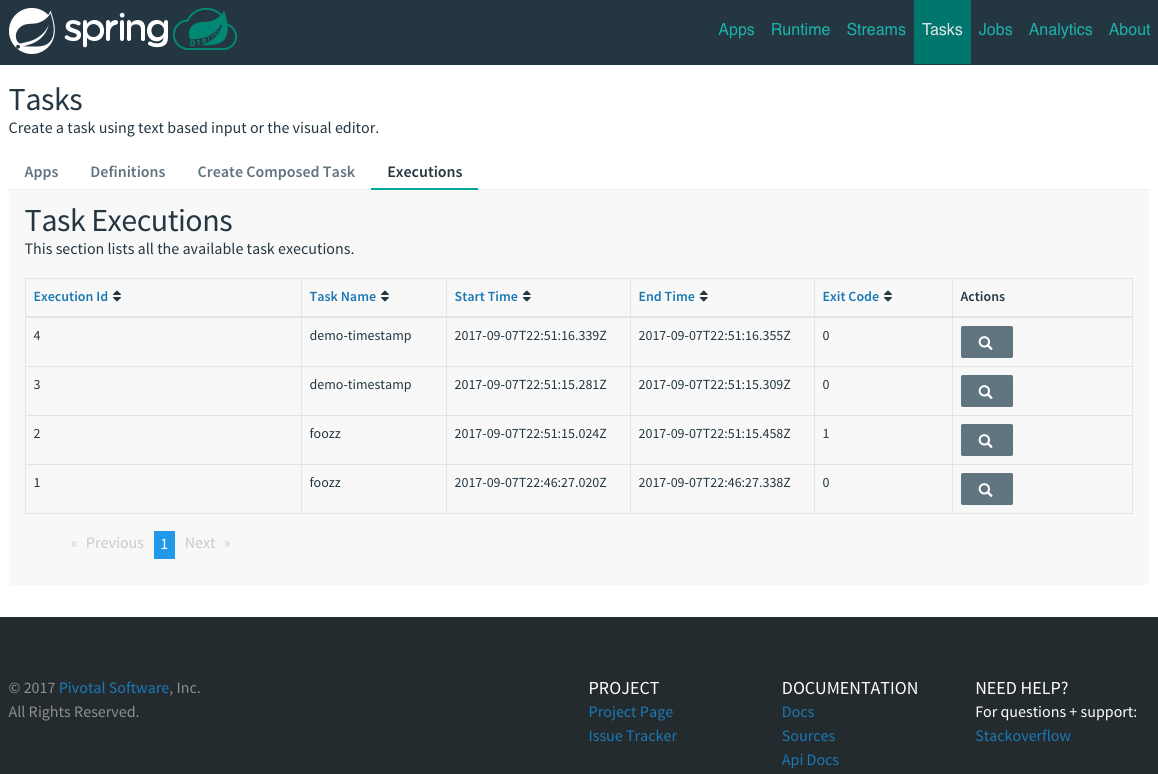 spring
Apps Runtime Streams Tasks Jobs Analytics About
Tasks
Create a task using text based input or the visual editor.
Apps Definitions Create Composed Task Executions
Task Executions
This section lists all the available task executions.
Execution Id Task Name Start Time End Time Exit Code Actions
4 demo-timestamp 2017-09-07T22:51:16.339Z 2017-09-07T22:51:16.355Z 0
3 demo-timestamp 2017-09-07T22:51:15.281Z 2017-09-07T22:51:15.309Z 0
2 foozz 2017-09-07T22:51:15.024Z 2017-09-07T22:51:15.458Z 1
1 foozz 2017-09-07T22:46:27.020Z 2017-09-07T22:46:27.338Z 0
« Previous 1 Next »
© 2017 Pivotal Software, Inc.
All Rights Reserved.
PROJECT
Project Page
Issue Tracker
DOCUMENTATION
Docs
Sources
Api Docs
NEED HELP?
For questions + support:
Stackoverflow